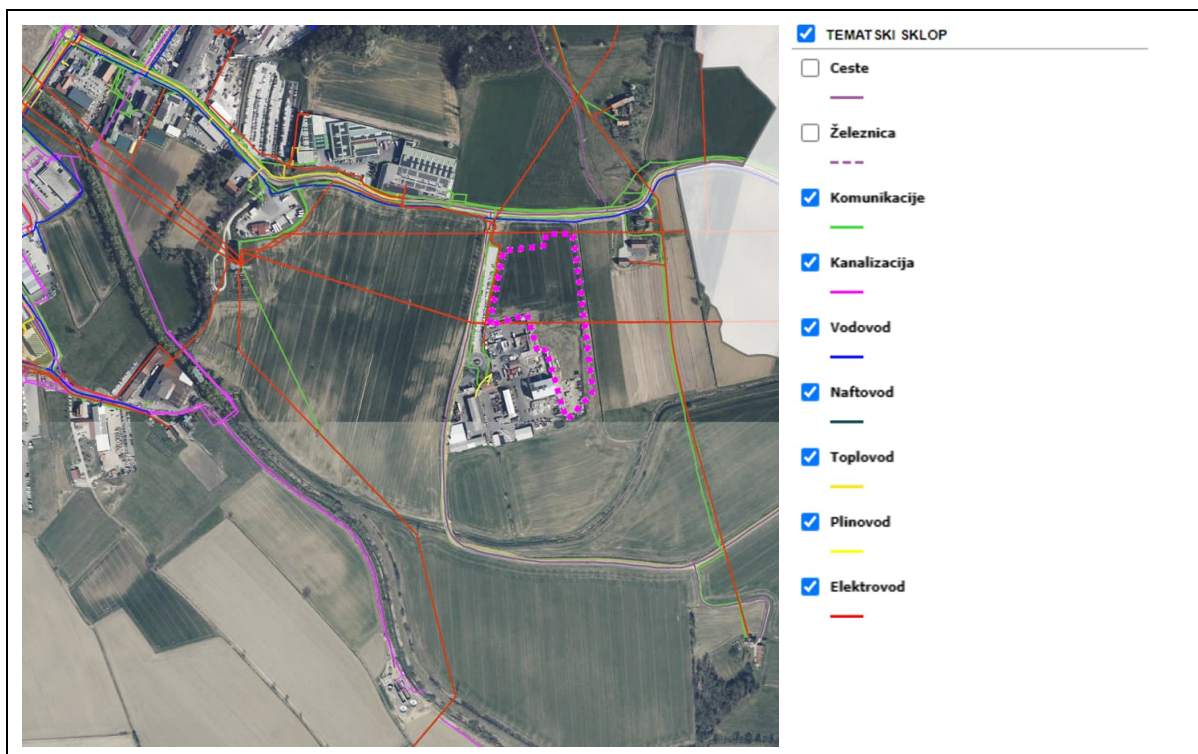 TEMATSKI SKLOP
Ceste
Železnica
Komunikacije
Kanalizacija
Vodovod
Naftovod
Toplovod
Plinovod
Elektrovod